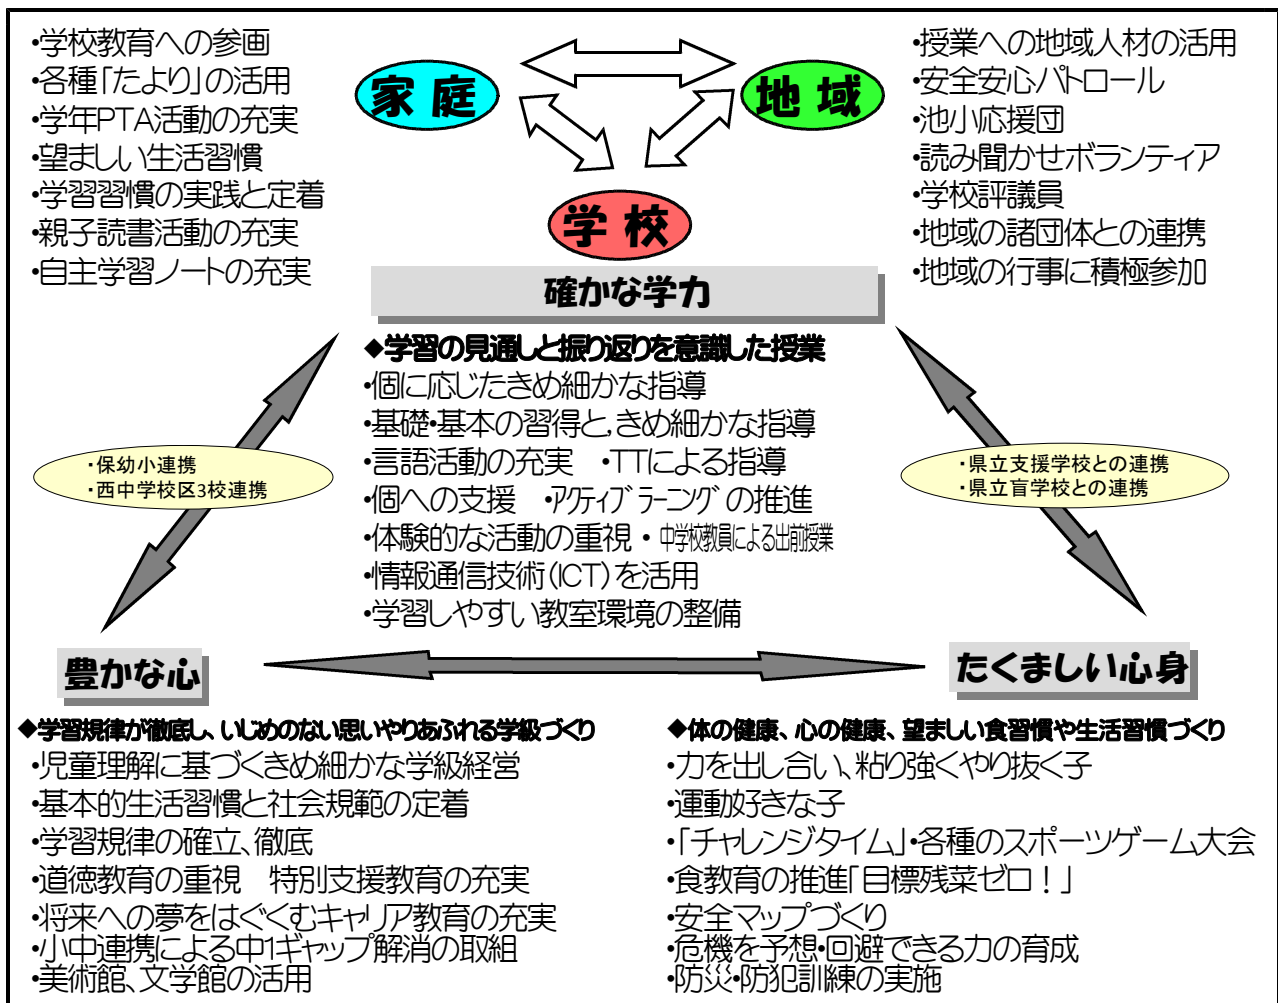 ・学校教育への参画
・各種「たより」の活用
・学年PTA活動の充実
・望ましい生活習慣
・学習習慣の実践と定着
・親子読書活動の充実
・自主学習ノートの充実
家庭
地域
学校
・授業への地域人材の活用
・安全安心パトロール
・池小応援団
・読み聞かせボランティア
・学校評議員
・地域の諸団体との連携
・地域の行事に積極参加
確かな学力
◆学習の見通しと振り返りを意識した授業
・個に応じたきめ細かな指導
・基礎・基本の習得と,きめ細かな指導
・言語活動の充実　・TTによる指導
・個への支援　・アクティブラーニングの推進
・体験的な活動の重視・中学校教員による出前授業
・情報通信技術(ICT)を活用
・学習しやすい教室環境の整備
・保幼小連携
・西中学校区3校連携
・県立支援学校との連携
・県立盲学校との連携
豊かな心
◆学習規律が徹底し、いじめのない思いやりあふれる学級づくり
・児童理解に基づくきめ細かな学級経営
・基本的生活習慣と社会規範の定着
・学習規律の確立、徹底
・道徳教育の重視　特別支援教育の充実
・将来への夢をはぐくむキャリア教育の充実
・小中連携による中1ギャップ解消の取組
・美術館、文学館の活用
たくましい心身
◆体の健康、心の健康、望ましい食習慣や生活習慣づくり
・力を出し合い、粘り強くやり抜く子
・運動好きな子
・「チャレンジタイム」・各種のスポーツゲーム大会
・食教育の推進「目標残菜ゼロ！」
・安全マップづくり
・危機を予想・回避できる力の育成
・防災・防犯訓練の実施